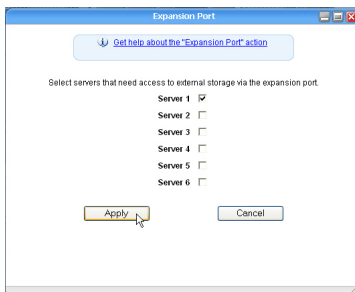 Expansion Port
Get help about the "Expansion Port" action
Select servers that need access to external storage via the expansion port.
Server 1
Server 2
Server 3
Server 4
Server 5
Server 6
Apply
Cancel